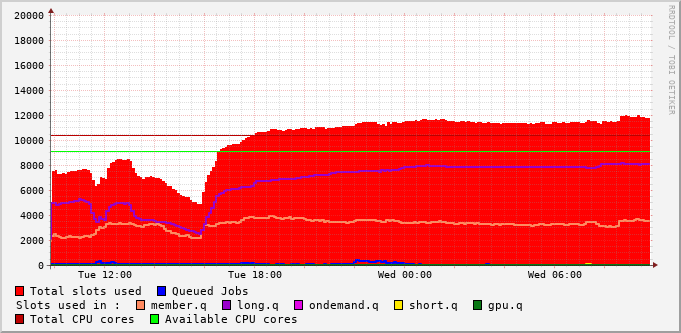 RRDTOOL / TOBI OETIKER
20000
18000
16000
14000
12000
10000
8000
6000
4000
2000
0
Tue 12:00 Tue 18:00 Wed 00:00 Wed 06:00
Total slots used Queued Jobs
Slots used in : member.q long.q ondemand.q short.q gpu.q
Total CPU cores Available CPU cores